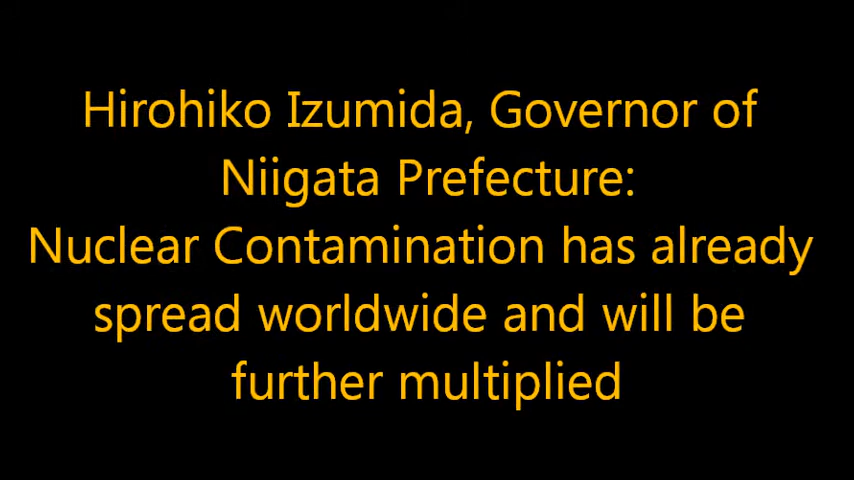 Hirohiko Izumida, Governor of
Niigata Prefecture:
Nuclear Contamination has already
spread worldwide and will be
further multiplied